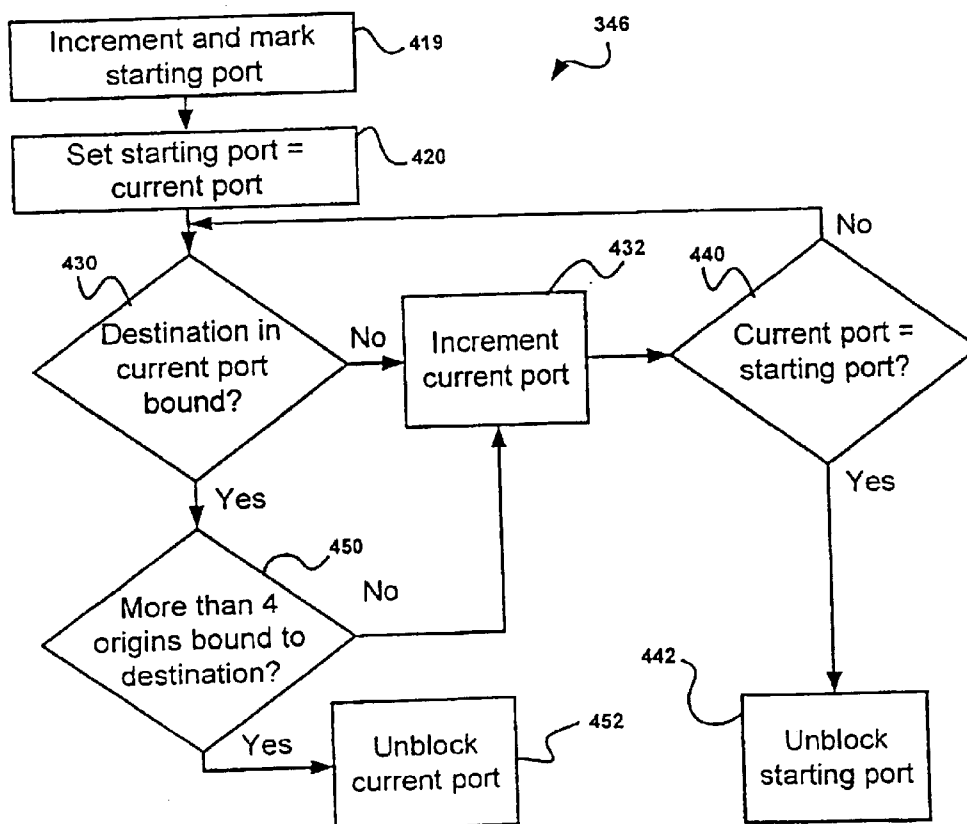 Increment and mark
starting port
419
346
Set starting port =
current port
420
No
430
Destination in
current port
bound?
No
432
Increment
current port
440
Current port =
starting port?
Yes
Yes
450
More than 4
origins bound to
destination?
No
442
Yes
Unblock
current port
452
Unblock
starting port